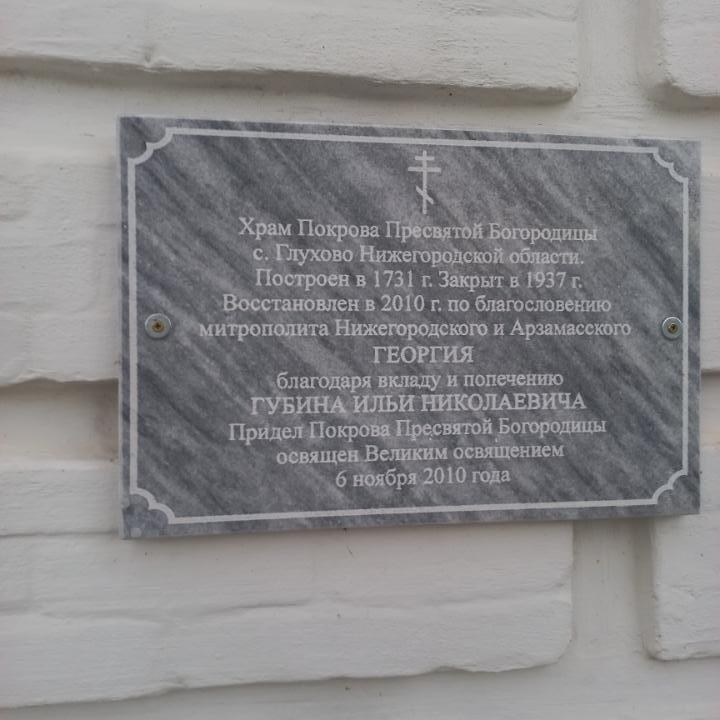 Храм Покрова Пресвятой Богородицы
с. Глухово Нижегородской области.
Построен в 1731 г. Закрыт в 1937 г.
Восстановлен в 2010 г. по благословению
митрополита Нижегородского и Арзамасского
ГЕОРГИЯ
благодаря вкладу и попечению
ГУБИНА ИЛЬИ НИКОЛАЕВИЧА
Придел Покрова Пресвятой Богородицы
освящен Великим освящением
6 ноября 2010 года